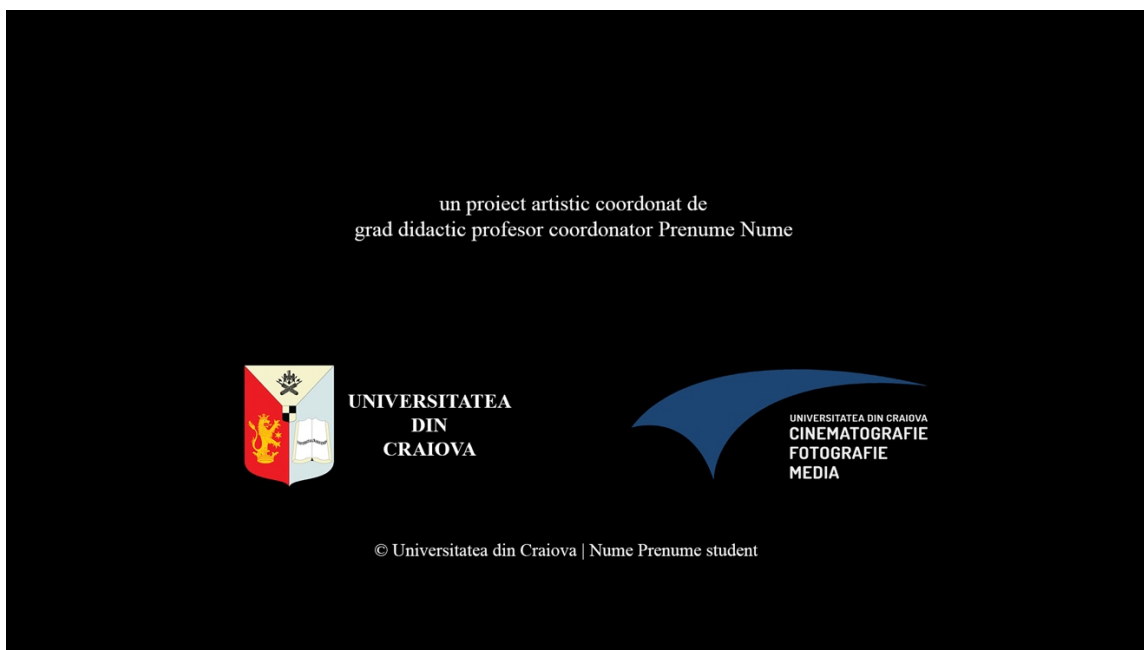 un proiect artistic coordonat de
grad didactic profesor coordonator Prenume Nume
UNIVERSITATEA
DIN
CRAIOVA
UNIVERSITATEA DIN CRAIOVA
CINEMATOGRAFIE
FOTOGRAFIE
MEDIA
© Universitatea din Craiova | Nume Prenume student